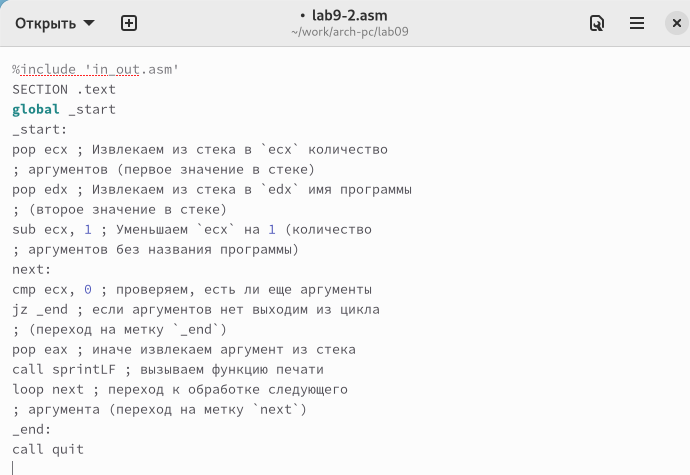 Открыть
• lab9-2.asm
~/work/arch-pc/lab09
%include 'in_out.asm'
SECTION .text
global _start
_start:
pop ecx ; Извлекаем из стека в `ecx` количество
; аргументов (первое значение в стеке)
pop edx ; Извлекаем из стека в `edx` имя программы
; (второе значение в стеке)
sub ecx, 1 ; Уменьшаем `ecx` на 1 (количество
; аргументов без названия программы)
next:
cmp ecx, 0 ; проверяем, есть ли еще аргументы
jz _end ; если аргументов нет выходим из цикла
; (переход на метку `_end`)
pop eax ; иначе извлекаем аргумент из стека
call sprintLF ; вызываем функцию печати
loop next ; переход к обработке следующего
; аргумента (переход на метку `next`)
_end:
call quit